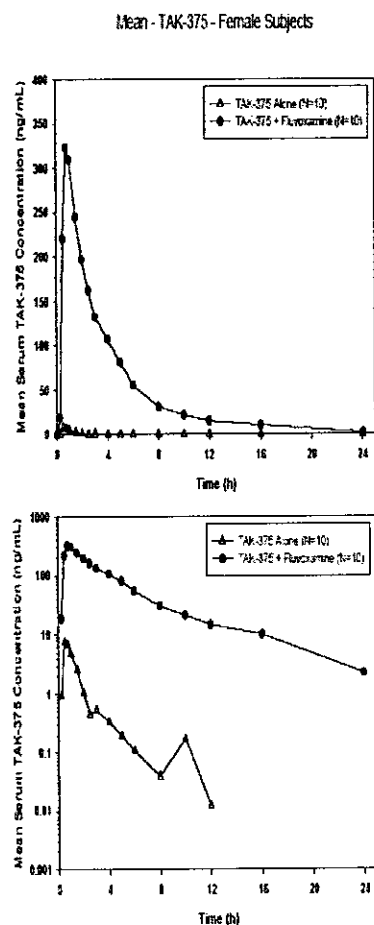 Mean - TAK-375 - Female Subjects
Mean Serum TAK-375 Concentration (ng/mL)
400
350
300
250
200
150
100
50
0
TAK-375 Alone (N=10)
TAK-375 + Fluvoxamine (N=10)
0 4 8 12 16 20 24
Time (h)
Mean Serum TAK-375 Concentration (ng/mL)
1000
100
10
1
0.1
0.01
0.001
TAK-375 Alone (N=10)
TAK-375 + Fluvoxamine (N=10)
0 4 8 12 16 20 24
Time (h)